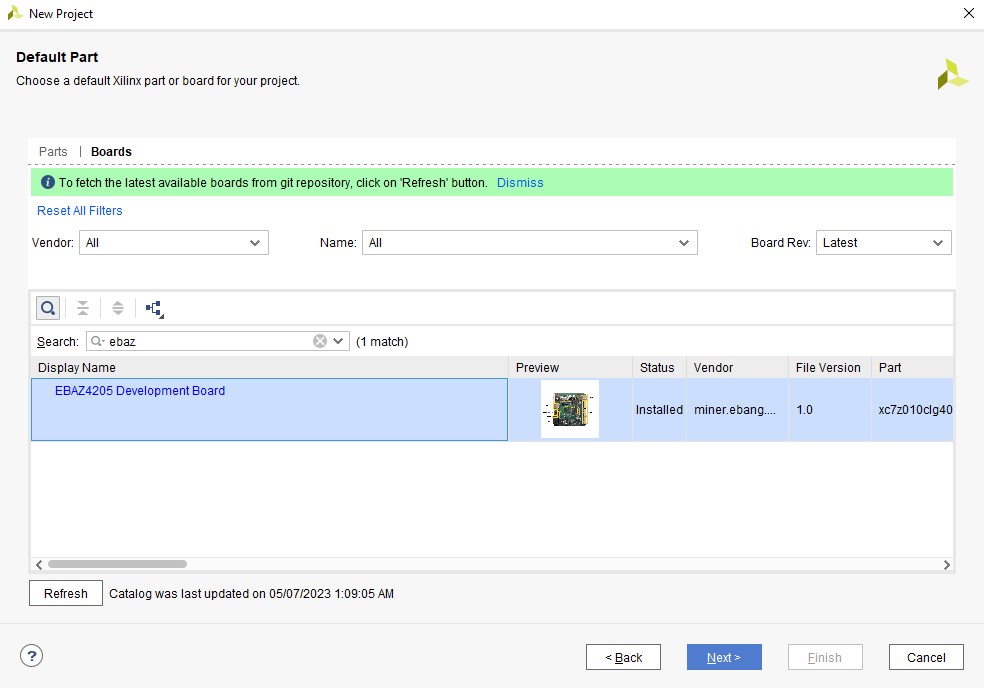 New Project
Default Part
Choose a default Xilinx part or board for your project.
Parts | Boards
To fetch the latest available boards from git repository, click on 'Refresh' button. Dismiss
Reset All Filters
Vendor: All Name: All Board Rev: Latest
Search: ebaz (1 match)
Display Name Preview Status Vendor File Version Part
EBAZ4205 Development Board Installed miner.ebang.... 1.0 xc7z010clg40
Refresh Catalog was last updated on 05/07/2023 1:09:05 AM
? < Back Next > Finish Cancel